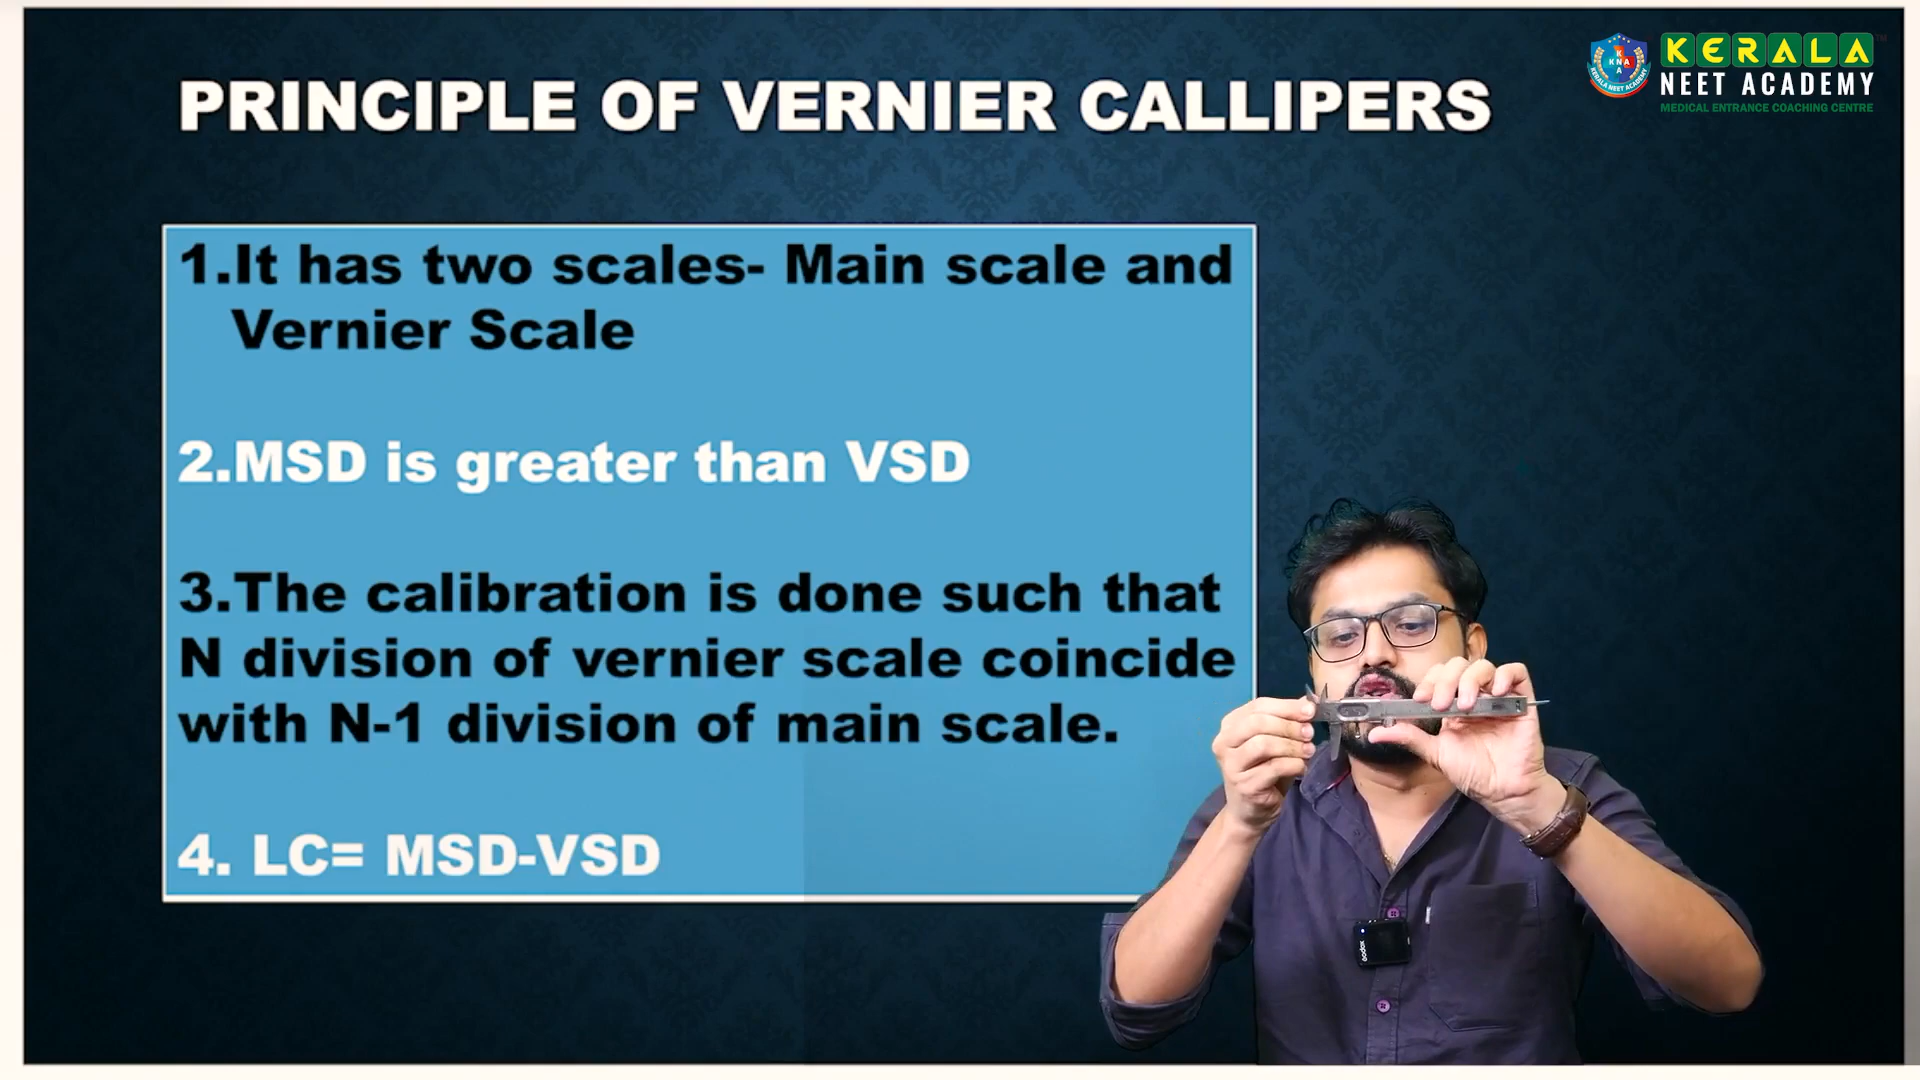 PRINCIPLE OF VERNIER CALLIPERS
KERALA
NEET ACADEMY
MEDICAL ENTRANCE COACHING CENTRE
1.It has two scales- Main scale and
Vernier Scale
2.MSD is greater than VSD
3.The calibration is done such that
N division of vernier scale coincide
with N-1 division of main scale.
4. LC= MSD-VSD
Godox